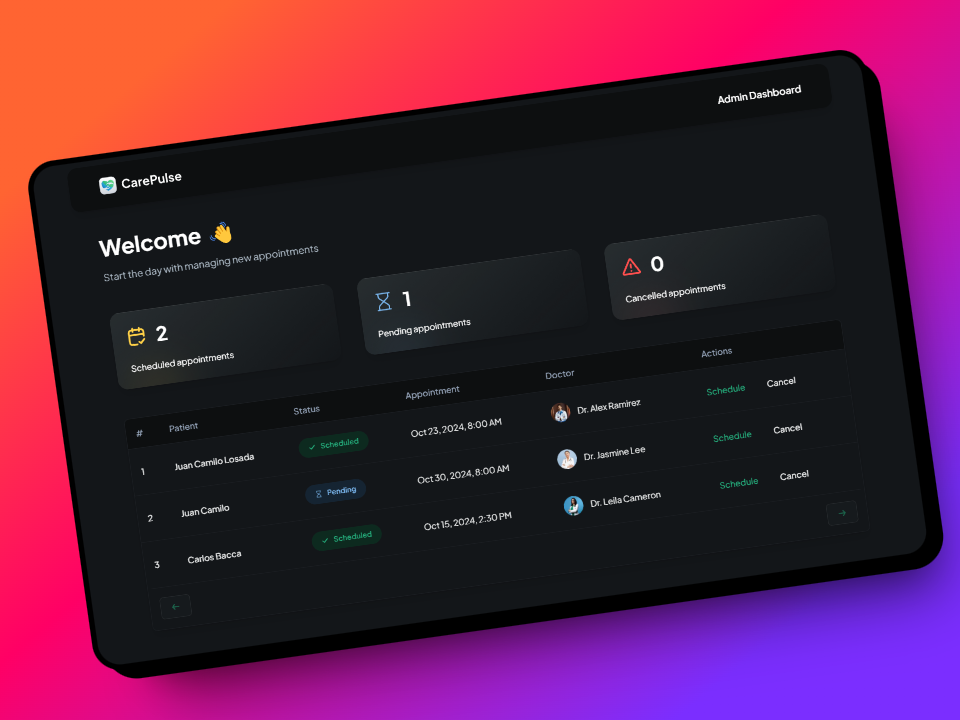 CarePulse
Admin Dashboard
Welcome 👋
Start the day with managing new appointments
2
Scheduled appointments
1
Pending appointments
0
Cancelled appointments
# Patient Status Appointment Doctor Actions
1 Juan Camilo Losada Scheduled Oct 23, 2024, 8:00 AM Dr. Alex Ramirez Schedule Cancel
2 Juan Camilo Pending Oct 30, 2024, 8:00 AM Dr. Jasmine Lee Schedule Cancel
3 Carlos Bacca Scheduled Oct 15, 2024, 2:30 PM Dr. Leila Cameron Schedule Cancel